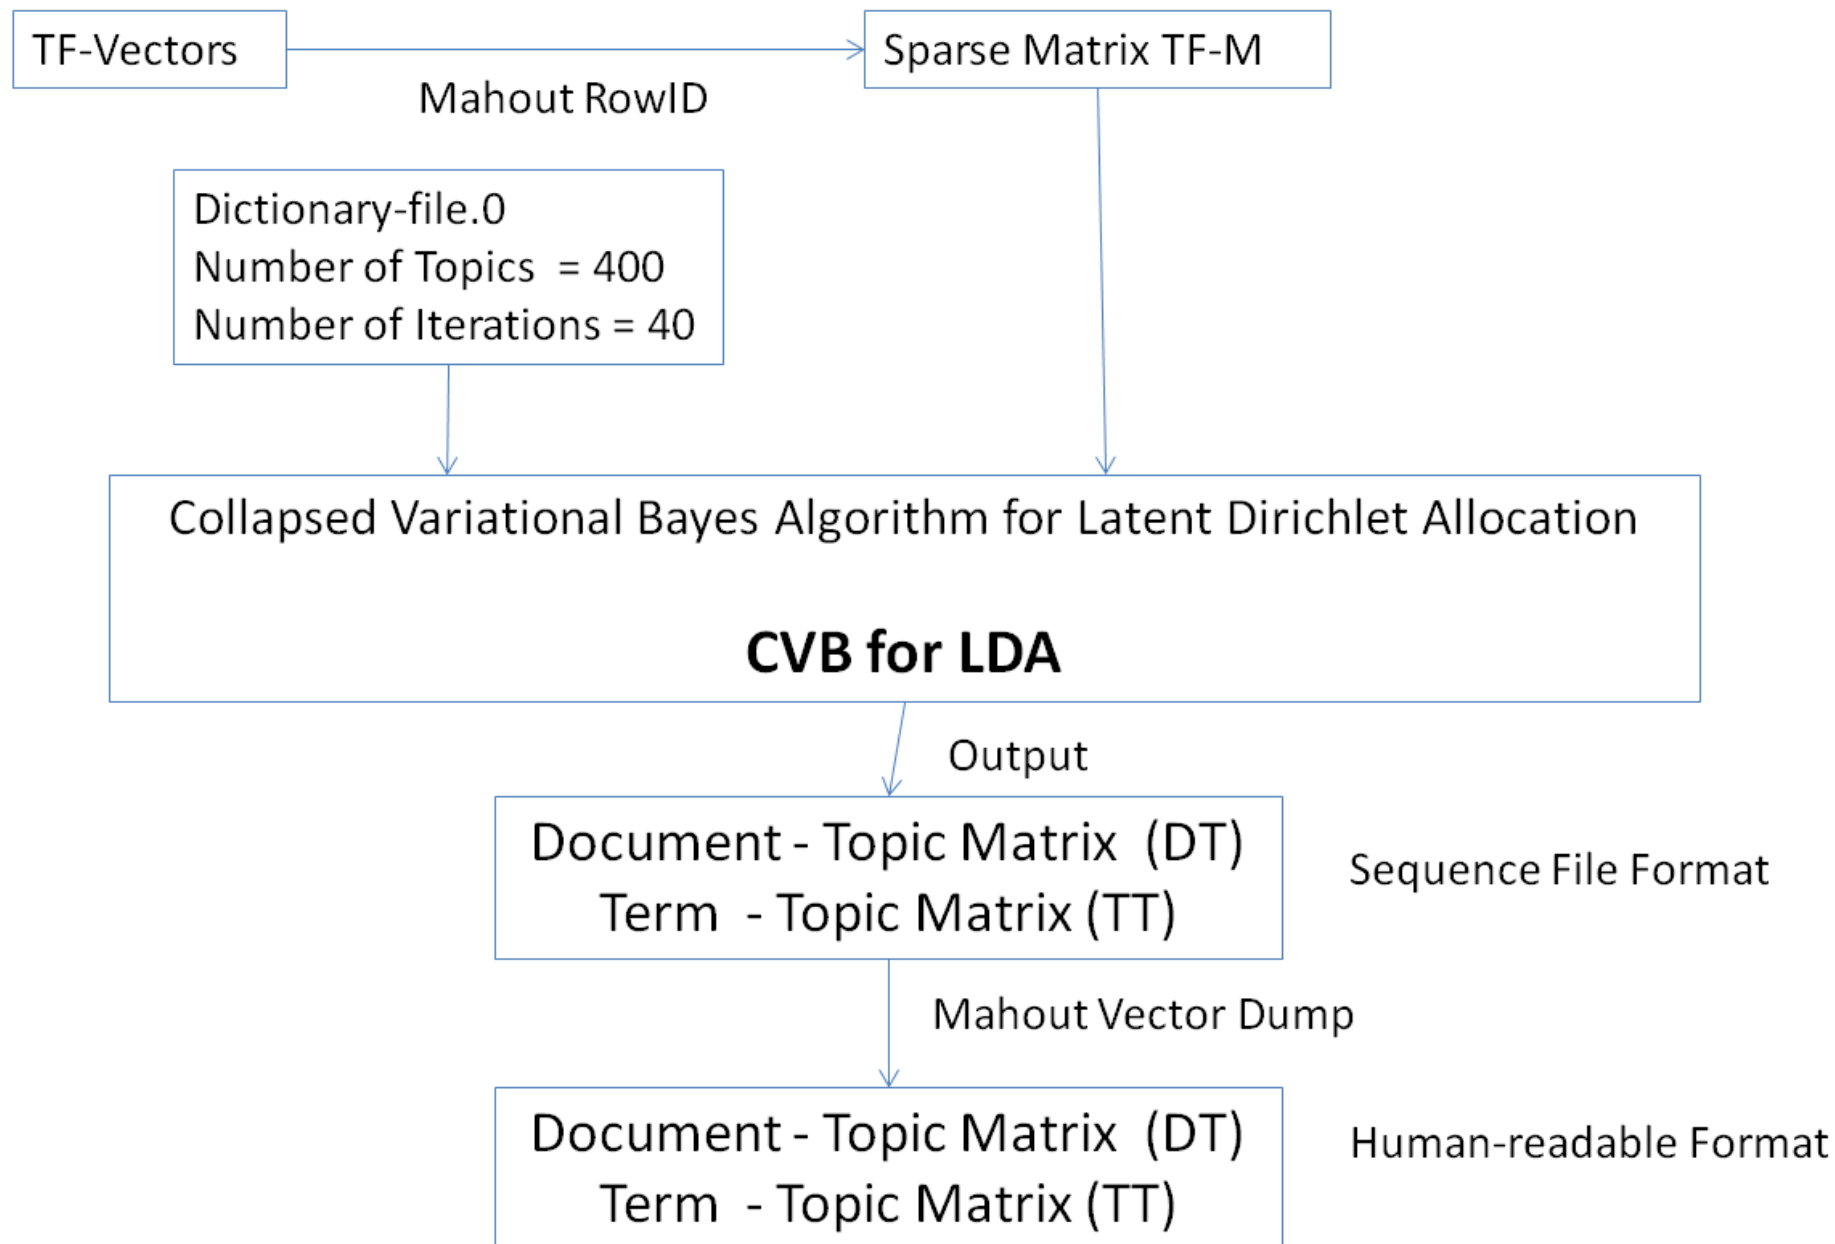 TF-Vectors
Sparse Matrix TF-M
Mahout RowID
Dictionary-file.0
Number of Topics  = 400
Number of Iterations = 40
Collapsed Variational Bayes Algorithm for Latent Dirichlet Allocation
CVB for LDA
Output
Document - Topic Matrix  (DT)
Term  - Topic Matrix (TT)
Sequence File Format
Mahout Vector Dump
Document - Topic Matrix  (DT)
Term  - Topic Matrix (TT)
Human-readable Format